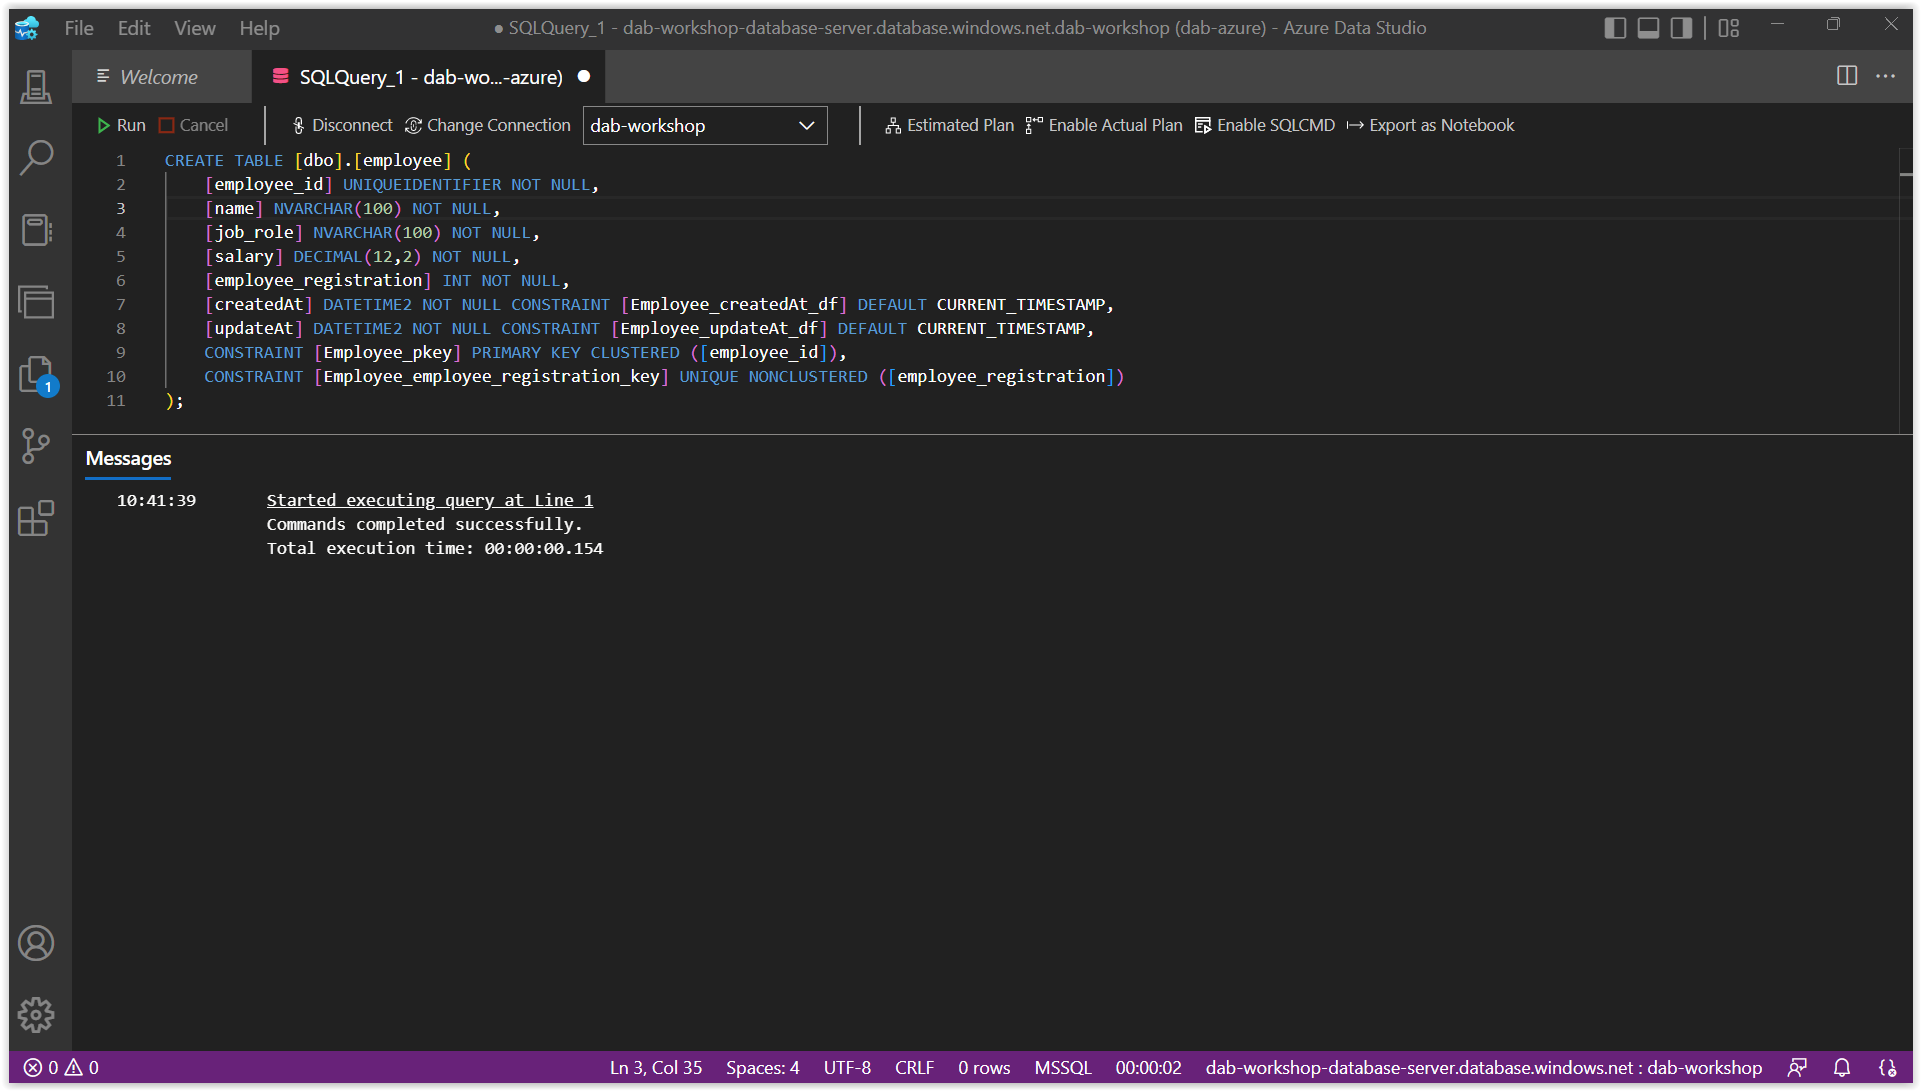 File Edit View Help ● SQLQuery_1 - dab-workshop-database-server.database.windows.net.dab-workshop (dab-azure) - Azure Data Studio
Welcome SQLQuery_1 - dab-wo...-azure) ●
Run Cancel Disconnect Change Connection dab-workshop Estimated Plan Enable Actual Plan Enable SQLCMD Export as Notebook
1 CREATE TABLE [dbo].[employee] (
2 [employee_id] UNIQUEIDENTIFIER NOT NULL,
3 [name] NVARCHAR(100) NOT NULL,
4 [job_role] NVARCHAR(100) NOT NULL,
5 [salary] DECIMAL(12,2) NOT NULL,
6 [employee_registration] INT NOT NULL,
7 [createdAt] DATETIME2 NOT NULL CONSTRAINT [Employee_createdAt_df] DEFAULT CURRENT_TIMESTAMP,
8 [updateAt] DATETIME2 NOT NULL CONSTRAINT [Employee_updateAt_df] DEFAULT CURRENT_TIMESTAMP,
9 CONSTRAINT [Employee_pkey] PRIMARY KEY CLUSTERED ([employee_id]),
10 CONSTRAINT [Employee_employee_registration_key] UNIQUE NONCLUSTERED ([employee_registration])
11 );
1
Messages
10:41:39 Started executing query at Line 1
Commands completed successfully.
Total execution time: 00:00:00.154
0 0 Ln 3, Col 35 Spaces: 4 UTF-8 CRLF 0 rows MSSQL 00:00:02 dab-workshop-database-server.database.windows.net : dab-workshop